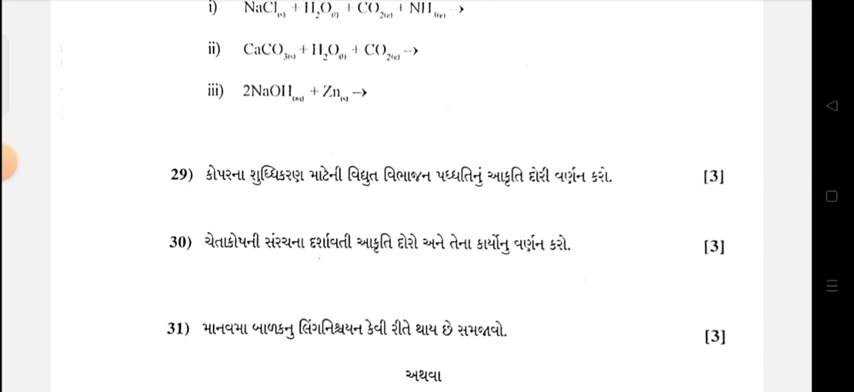 i) NaCl(s) + H2O(l) + CO2(g) + NH3(g) →
ii) CaCO3(s) + H2O(l) + CO2(g) →
iii) 2NaOH(aq) + Zn(s) →
29) કોપરના શુધ્ધિકરણ માટેની વિદ્યુત વિભાજન પધ્ધતિનું આકૃતિ દોરી વર્ણન કરો. [3]
30) ચેતાકોષની સંરચના દર્શાવતી આકૃતિ દોરો અને તેના કાર્યોનુ વર્ણન કરો. [3]
31) માનવમા બાળકનુ લિંગનિશ્ચયન કેવી રીતે થાય છે સમજાવો. [3]
અથવા